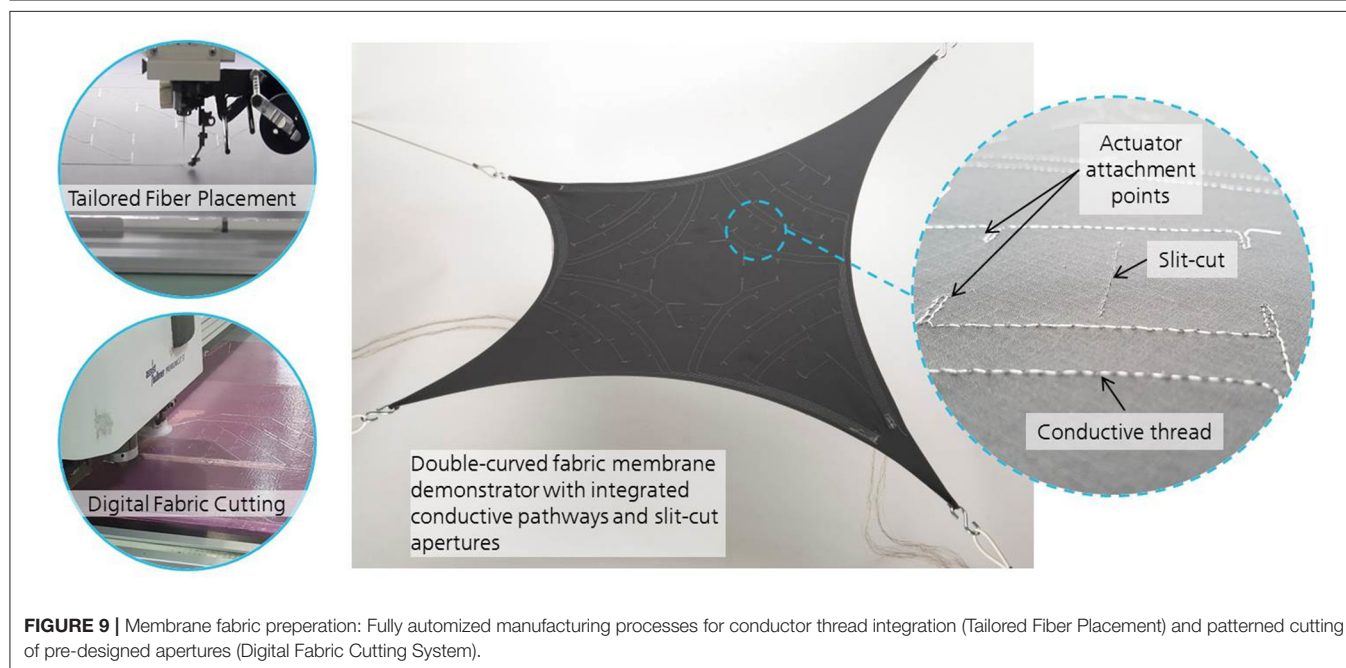 Tailored Fiber Placement
Digital Fabric Cutting
Double-curved fabric membrane
demonstrator with integrated
conductive pathways and slit-cut
apertures
Actuator
attachment
points
Slit-cut
Conductive thread
FIGURE 9 | Membrane fabric preperation: Fully automized manufacturing processes for conductor thread integration (Tailored Fiber Placement) and patterned cutting
of pre-designed apertures (Digital Fabric Cutting System).